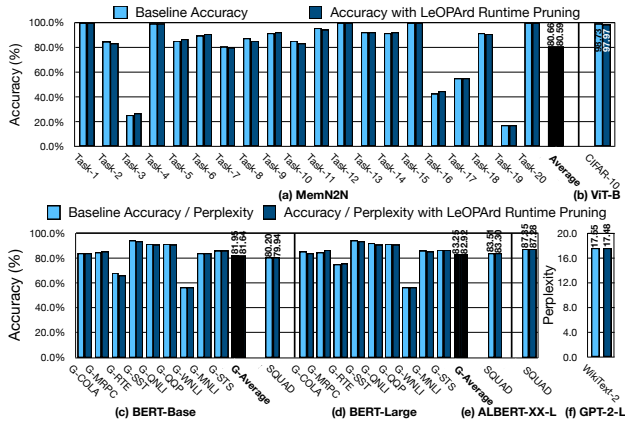 Baseline Accuracy Accuracy with LeOPArd Runtime Pruning
Accuracy (%)
100.0%
80.0%
60.0%
40.0%
20.0%
0.0%
80.66
80.59
98.73
97.97
Task-1
Task-2
Task-3
Task-4
Task-5
Task-6
Task-7
Task-8
Task-9
Task-10
Task-11
Task-12
Task-13
Task-14
Task-15
Task-16
Task-17
Task-18
Task-19
Task-20
Average
CIFAR-10
(a) MemN2N (b) ViT-B
Baseline Accuracy / Perplexity Accuracy / Perplexity with LeOPArd Runtime Pruning
Accuracy (%)
100.0%
80.0%
60.0%
40.0%
20.0%
0.0%
81.95
81.64
80.20
79.94
83.25
82.92
83.51
83.30
87.35
87.28
Perplexity
20.0
16.0
12.0
8.0
4.0
0.0
17.55
17.48
G-COLA
G-MRPC
G-RTE
G-SST
G-QNLI
G-QQP
G-WNLI
G-MNLI
G-STS
G-Average
SQUAD
G-COLA
G-MRPC
G-RTE
G-SST
G-QNLI
G-QQP
G-WNLI
G-MNLI
G-STS
G-Average
SQUAD
SQUAD
WikiText-2
(c) BERT-Base (d) BERT-Large (e) ALBERT-XX-L (f) GPT-2-L